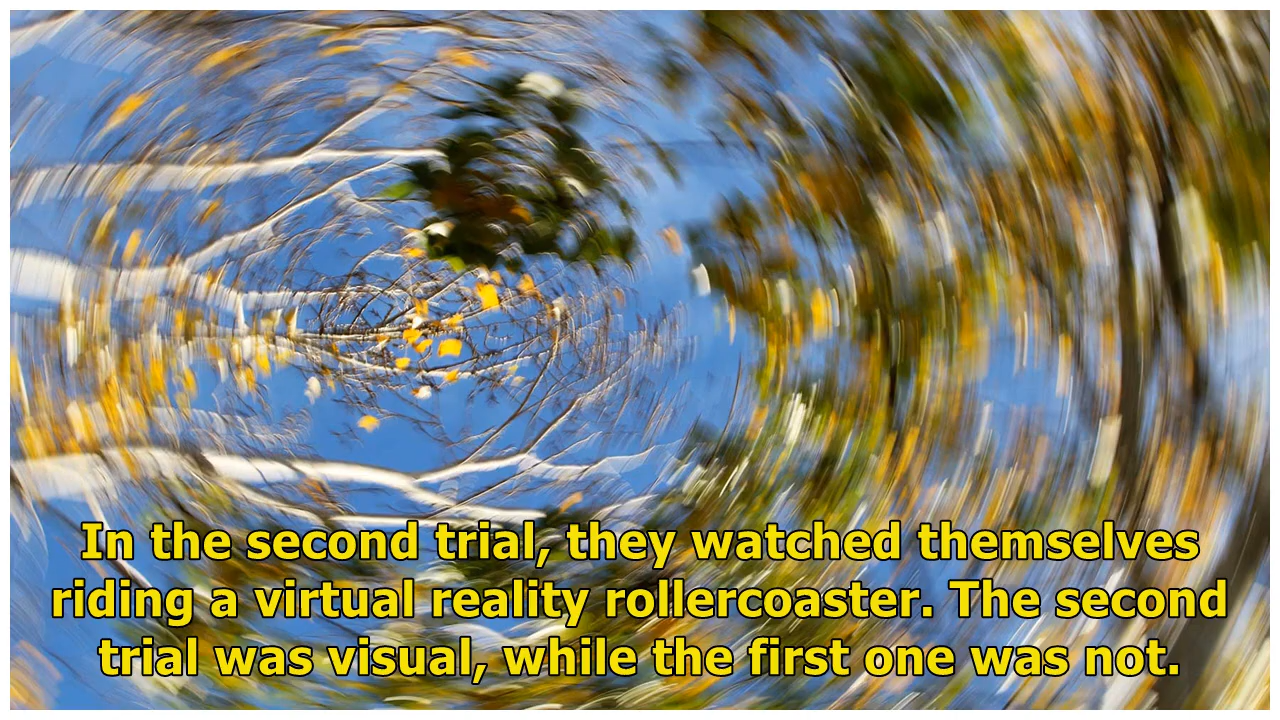 In the second trial, they watched themselves
riding a virtual reality rollercoaster. The second
trial was visual, while the first one was not.